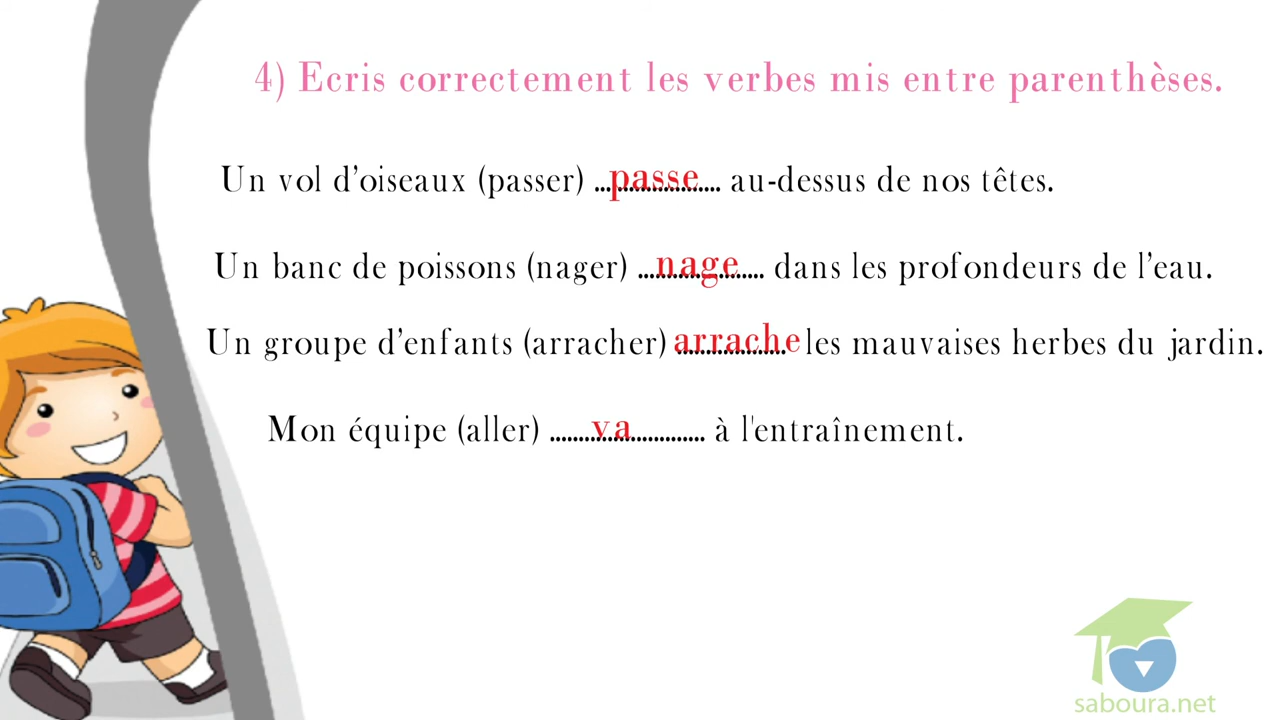 4) Ecris correctement les verbes mis entre parenthèses.
Un vol d'oiseaux (passer) ...passe... au-dessus de nos têtes.
Un banc de poissons (nager) ...nage... dans les profondeurs de l'eau.
Un groupe d'enfants (arracher) arrache les mauvaises herbes du jardin.
Mon équipe (aller) ...va... à l'entraînement.
saboura.net